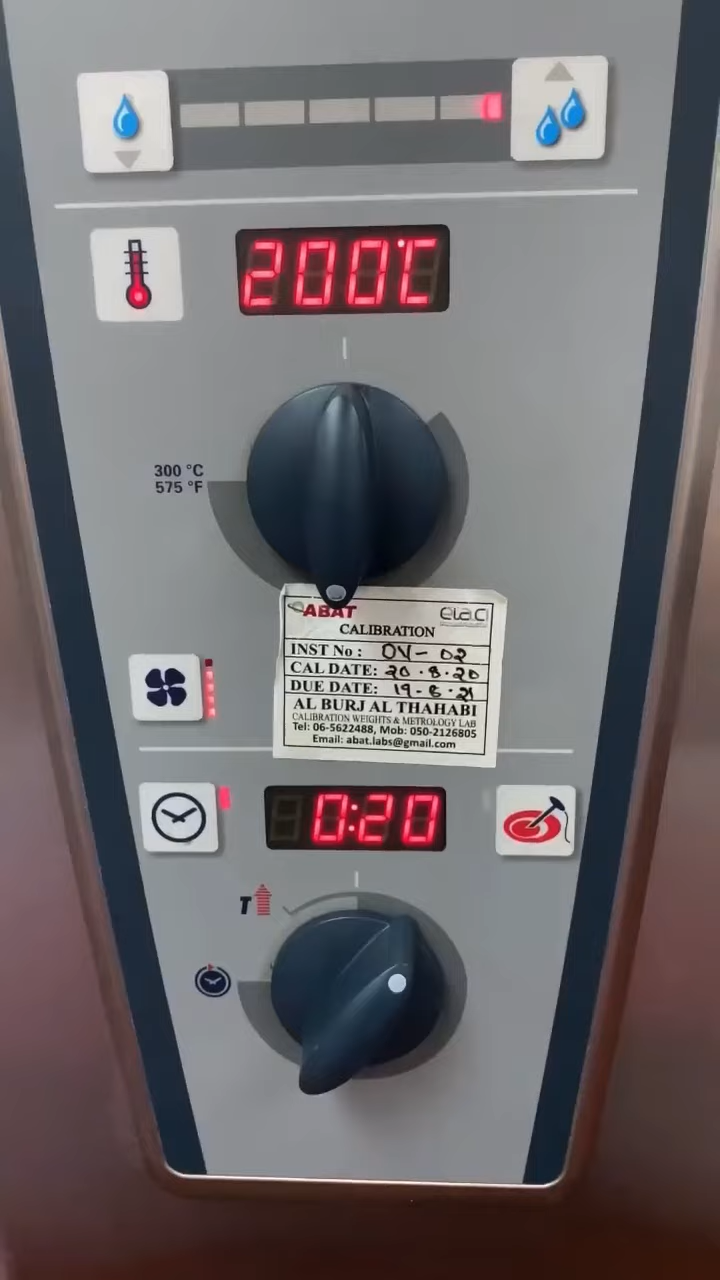 200°C
300 °C
575 °F
ABAT
CALIBRATION
INST No : OV - 02
CAL DATE: 20 . 8 . 20
DUE DATE: 19 - 8 . 21
AL BURJ AL THAHABI
CALIBRATION WEIGHTS & METROLOGY LAB
Tel: 06-5622488, Mob: 050-2126805
Email: abat.labs@gmail.com
0:20
T